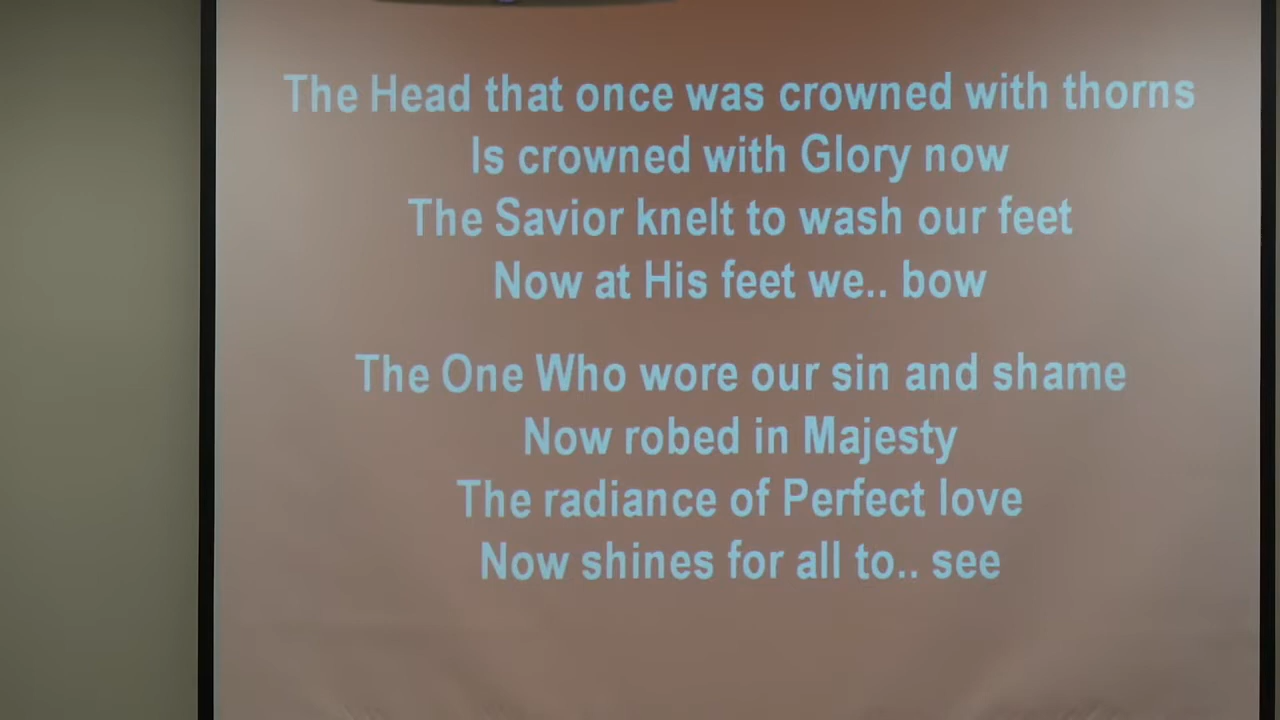 The Head that once was crowned with thorns
Is crowned with Glory now
The Savior knelt to wash our feet
Now at His feet we.. bow
The One Who wore our sin and shame
Now robed in Majesty
The radiance of Perfect love
Now shines for all to.. see